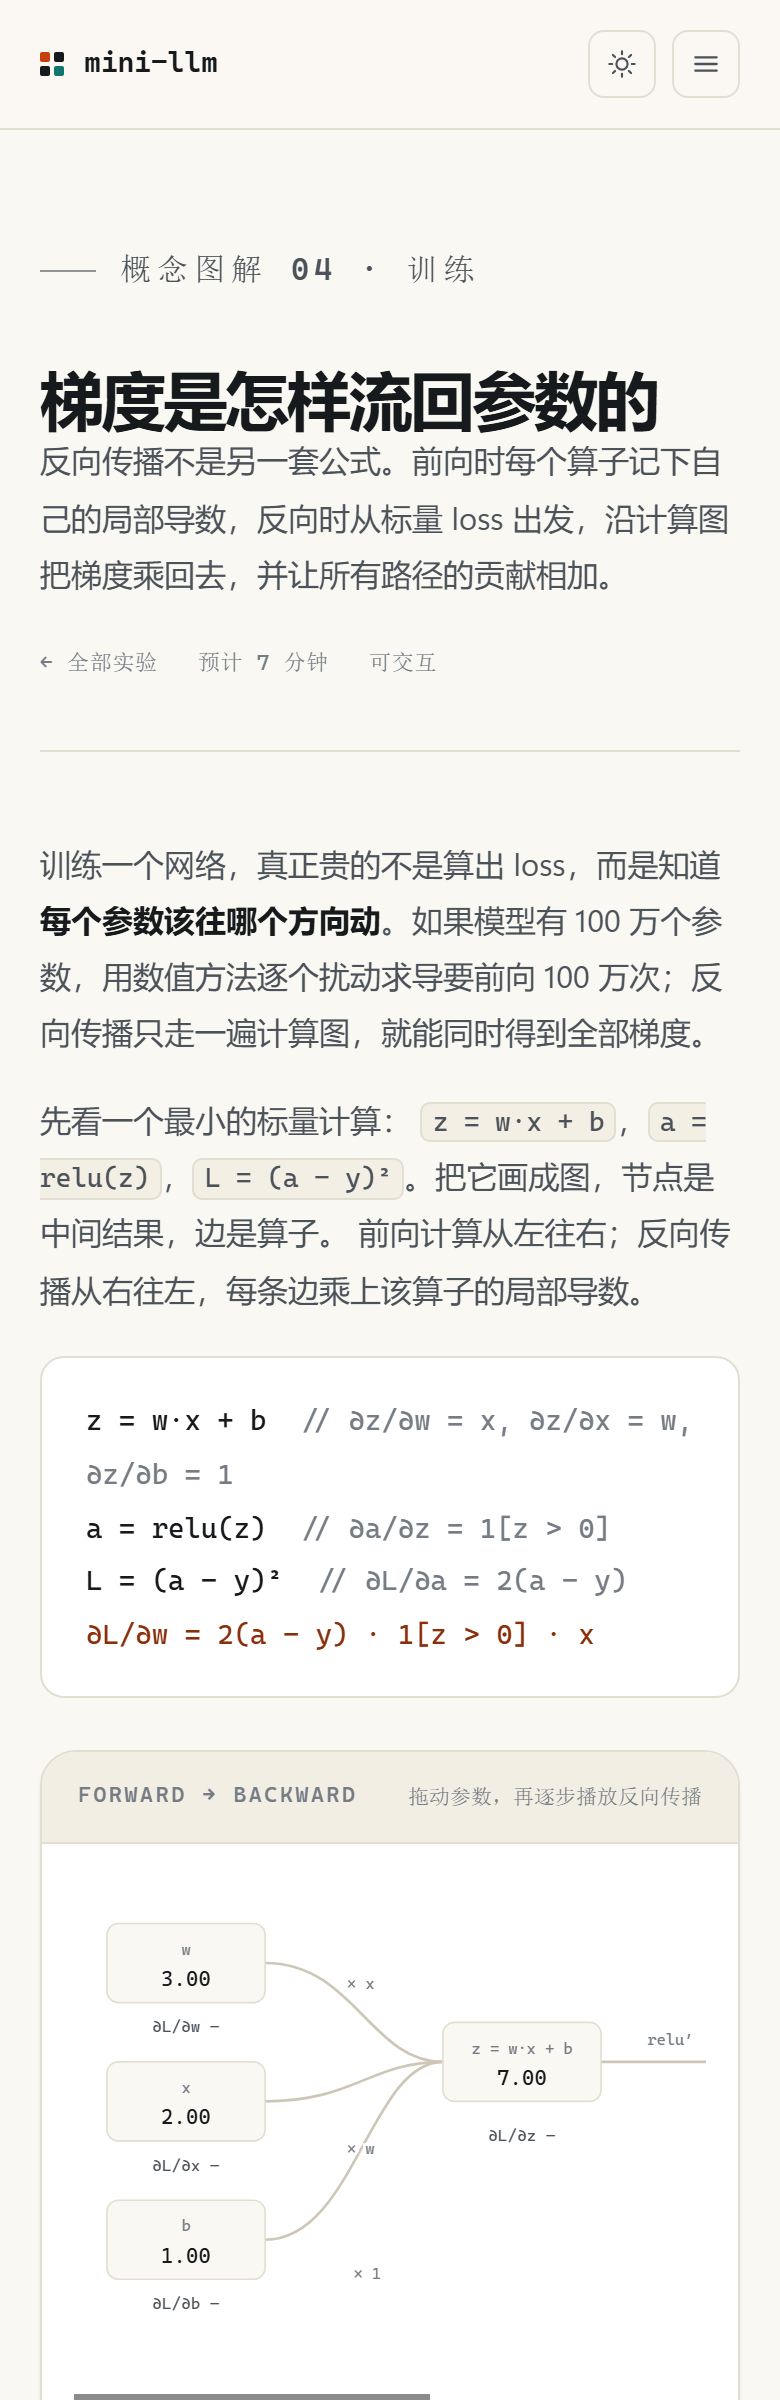 mini-llm
概念图解 04 · 训练
梯度是怎样流回参数的
反向传播不是另一套公式。前向时每个算子记下自
己的局部导数，反向时从标量 loss 出发，沿计算图
把梯度乘回去，并让所有路径的贡献相加。
← 全部实验 预计 7 分钟 可交互
训练一个网络，真正贵的不是算出 loss，而是知道
每个参数该往哪个方向动。如果模型有 100 万个参
数，用数值方法逐个扰动求导要前向 100 万次；反
向传播只走一遍计算图，就能同时得到全部梯度。
先看一个最小的标量计算： z = w·x + b，a =
relu(z)，L = (a − y)²。把它画成图，节点是
中间结果，边是算子。 前向计算从左往右；反向传
播从右往左，每条边乘上该算子的局部导数。
z = w·x + b // ∂z/∂w = x, ∂z/∂x = w,
∂z/∂b = 1
a = relu(z) // ∂a/∂z = 1[z > 0]
L = (a − y)² // ∂L/∂a = 2(a − y)
∂L/∂w = 2(a − y) · 1[z > 0] · x
FORWARD → BACKWARD 拖动参数，再逐步播放反向传播
w
3.00
∂L/∂w —
× x
x
2.00
∂L/∂x —
× w
b
1.00
∂L/∂b —
× 1
z = w·x + b
7.00
∂L/∂z —
relu′